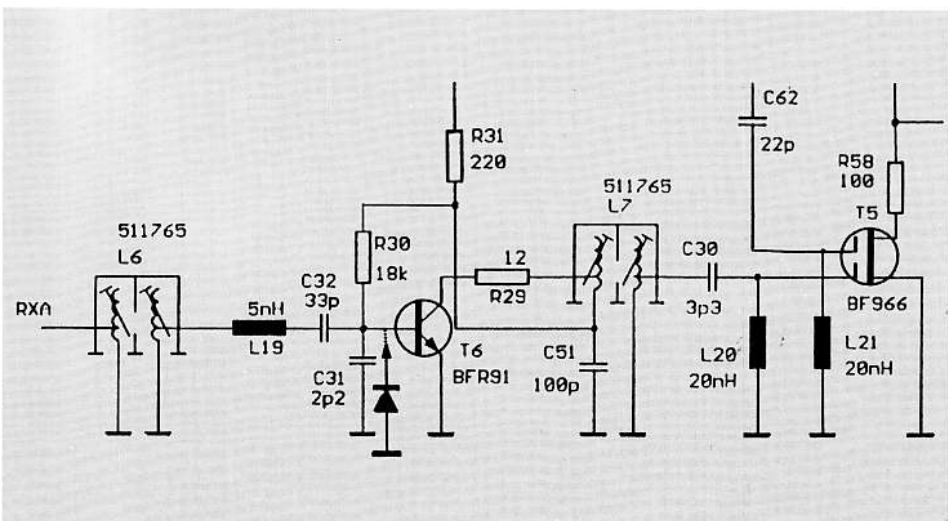 C62
22p
R31
220
R58
100
T5
511765
L7
511765
L6
R30
18k
C32
33p
12
R29
C30
3p3
BF966
RXA
5nH
L19
T6
BFR91
C31
2p2
C51
100p
L20
20nH
L21
20nH